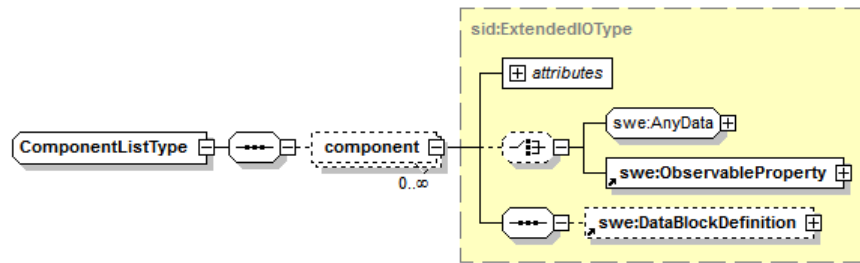 sid:ExtendedIOType
attributes
ComponentListType
component
0..∞
swe:AnyData
swe:ObservableProperty
swe:DataBlockDefinition